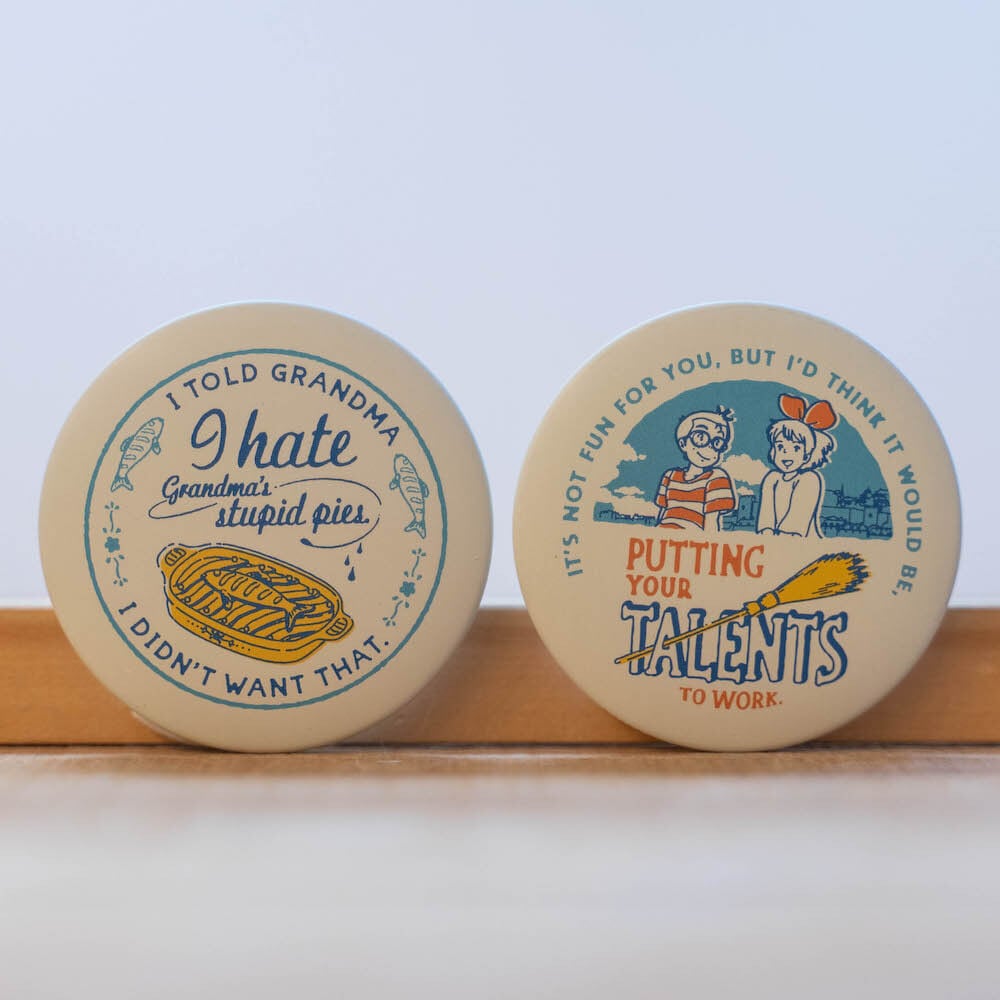 I TOLD GRANDMA
I hate
Grandma's
stupid pies.
I DIDN'T WANT THAT.
IT'S NOT FUN FOR YOU, BUT I'D THINK IT WOULD BE,
PUTTING
YOUR
TALENTS
TO WORK.